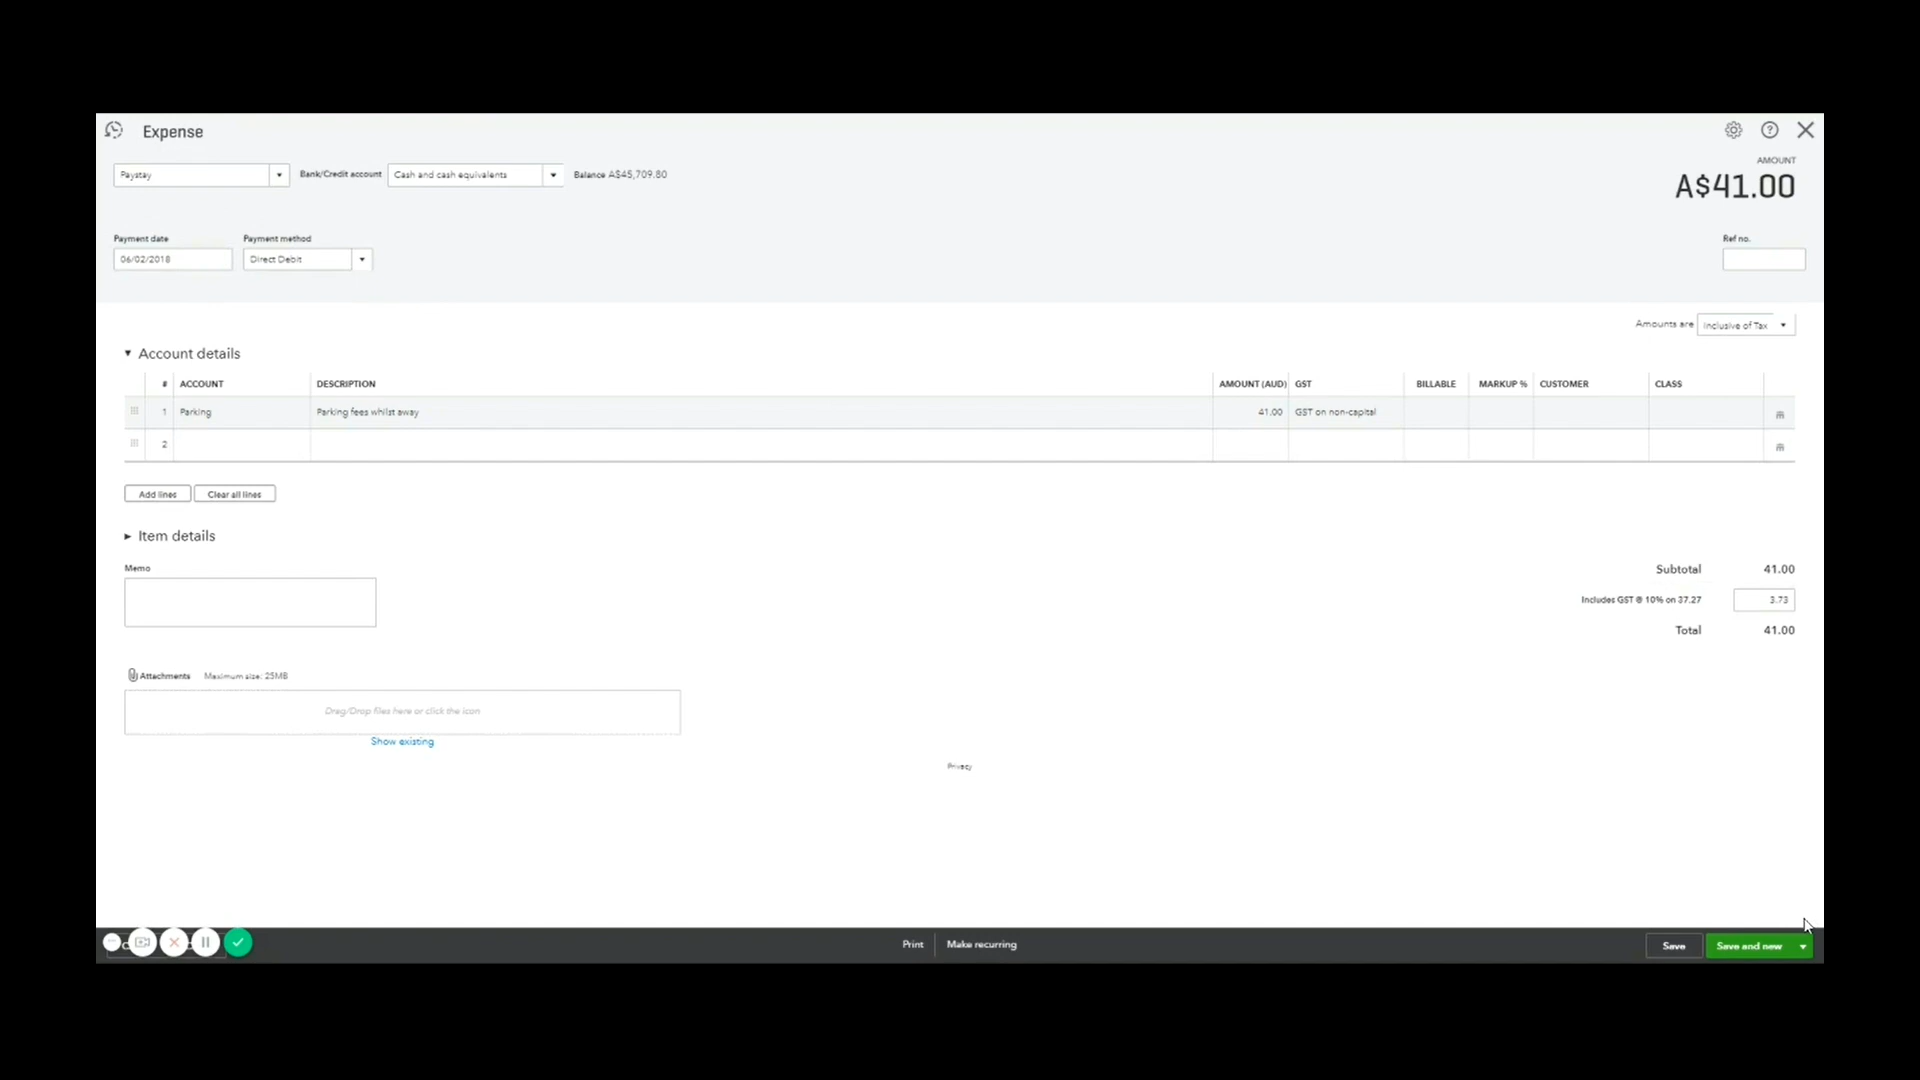 Expense
AMOUNT
Paystay Bank/Credit account Cash and cash equivalents Balance A$45,709.80
A$41.00
Payment date Payment method Ref no.
06/02/2018 Direct Debit
Amounts are Inclusive of Tax
Account details
# ACCOUNT DESCRIPTION AMOUNT (AUD) GST BILLABLE MARKUP % CUSTOMER CLASS
1 Parking Parking fees whilst away 41.00 GST on non-capital
2
Add lines Clear all lines
Item details
Memo
Subtotal 41.00
Includes GST @ 10% on 37.27 3.73
Total 41.00
Attachments Maximum size: 25MB
Drag/Drop files here or click the icon
Show existing
Privacy
Print Make recurring Save Save and new